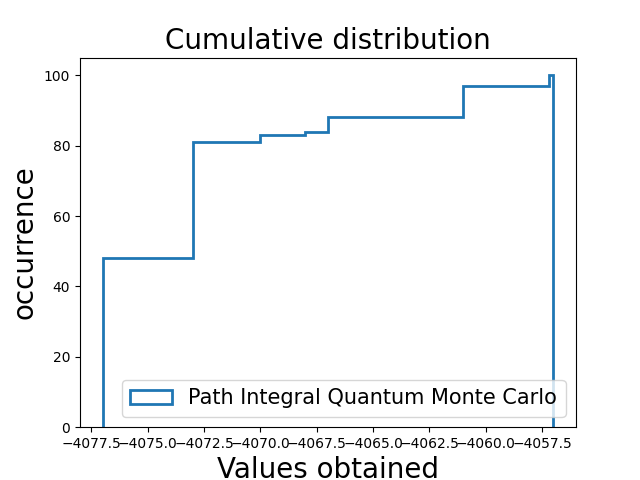 Cumulative distribution
100
80
60
40
20
0
occurrence
Path Integral Quantum Monte Carlo
−4077.5 −4075.0 −4072.5 −4070.0 −4067.5 −4065.0 −4062.5 −4060.0 −4057.5
Values obtained